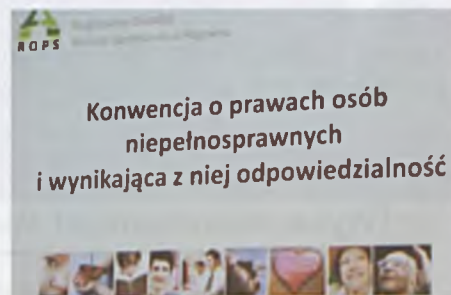 ROPS
Konwencja o prawach osób
niepełnosprawnych
i wynikająca z niej odpowiedzialność